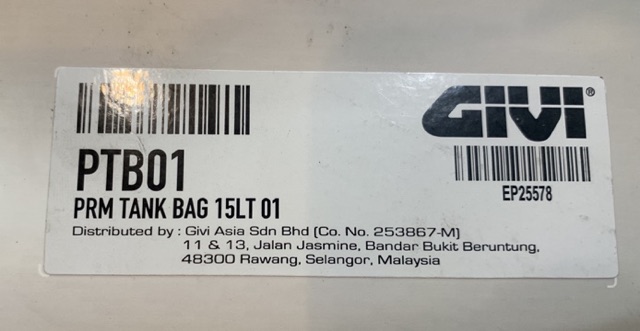 GIVI®
PTB01
EP25578
PRM TANK BAG 15LT 01
Distributed by : Givi Asia Sdn Bhd (Co. No. 253867-M)
11 & 13, Jalan Jasmine, Bandar Bukit Beruntung,
48300 Rawang, Selangor, Malaysia